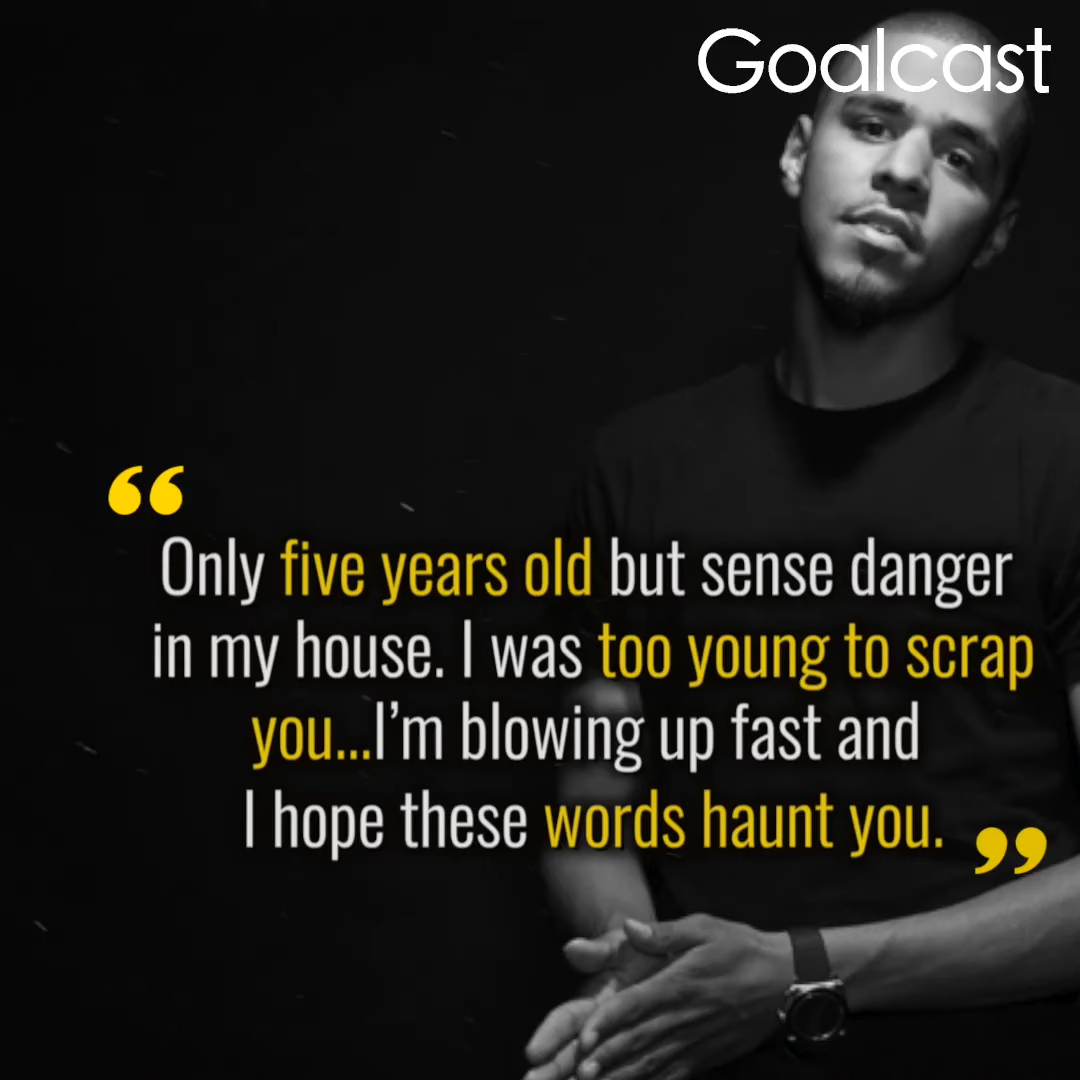 Goalcast
“
Only five years old but sense danger
in my house. I was too young to scrap
you...I’m blowing up fast and
I hope these words haunt you. ”